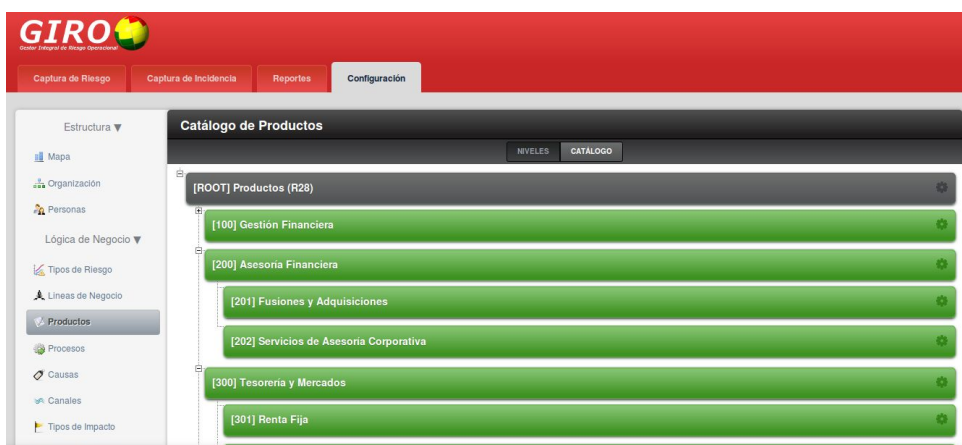 GIRO
Gestor Integral de Riesgo Operacional
Captura de Riesgo
Captura de Incidencia
Reportes
Configuración
Estructura ▼
Mapa
Organización
Personas
Lógica de Negocio ▼
Tipos de Riesgo
Lineas de Negocio
Productos
Procesos
Causas
Canales
Tipos de Impacto
Catálogo de Productos
NIVELES
CATÁLOGO
[ROOT] Productos (R28)
[100] Gestión Financiera
[200] Asesoría Financiera
[201] Fusiones y Adquisiciones
[202] Servicios de Asesoría Corporativa
[300] Tesorería y Mercados
[301] Renta Fija